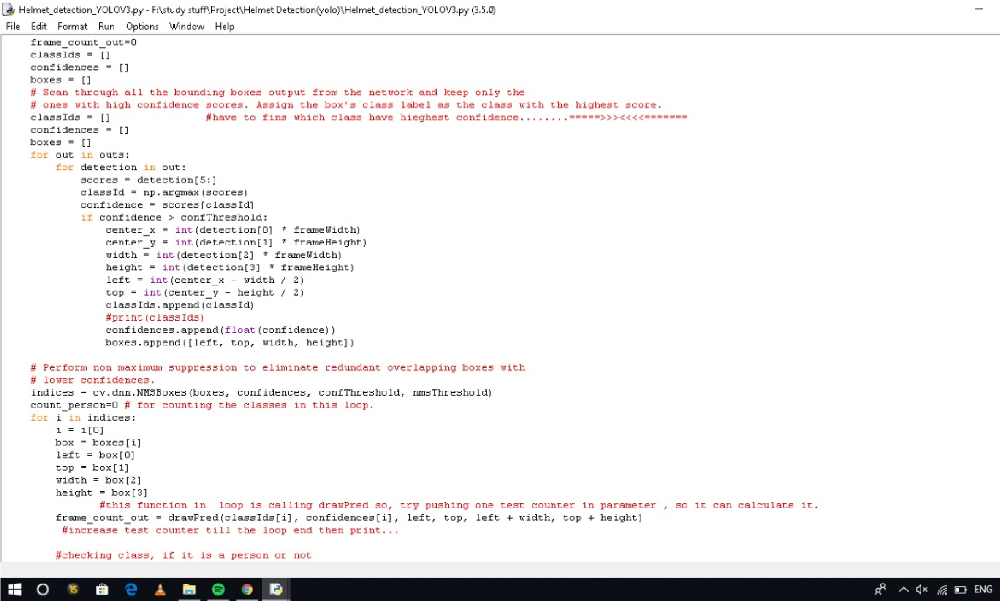 Helmet_detection_YOLOV3.py - F:\study stuff\Project\Helmet Detection(yolo)\Helmet_detection_YOLOV3.py (3.5.0)
File Edit Format Run Options Window Help
    frame_count_out=0
    classIds = []
    confidences = []
    boxes = []
    # Scan through all the bounding boxes output from the network and keep only the
    # ones with high confidence scores. Assign the box's class label as the class with the highest score.
    classIds = []               #have to fins which class have hieghest confidence........=====>>><<<<=======
    confidences = []
    boxes = []
    for out in outs:
        for detection in out:
            scores = detection[5:]
            classId = np.argmax(scores)
            confidence = scores[classId]
            if confidence > confThreshold:
                center_x = int(detection[0] * frameWidth)
                center_y = int(detection[1] * frameHeight)
                width = int(detection[2] * frameWidth)
                height = int(detection[3] * frameHeight)
                left = int(center_x - width / 2)
                top = int(center_y - height / 2)
                classIds.append(classId)
                #print(classIds)
                confidences.append(float(confidence))
                boxes.append([left, top, width, height])
    # Perform non maximum suppression to eliminate redundant overlapping boxes with
    # lower confidences.
    indices = cv.dnn.NMSBoxes(boxes, confidences, confThreshold, nmsThreshold)
    count_person=0 # for counting the classes in this loop.
    for i in indices:
        i = i[0]
        box = boxes[i]
        left = box[0]
        top = box[1]
        width = box[2]
        height = box[3]
               #this function in  loop is calling drawPred so, try pushing one test counter in parameter , so it can calculate it.
        frame_count_out = drawPred(classIds[i], confidences[i], left, top, left + width, top + height)
         #increase test counter till the loop end then print...
        #checking class, if it is a person or not
15
ENG